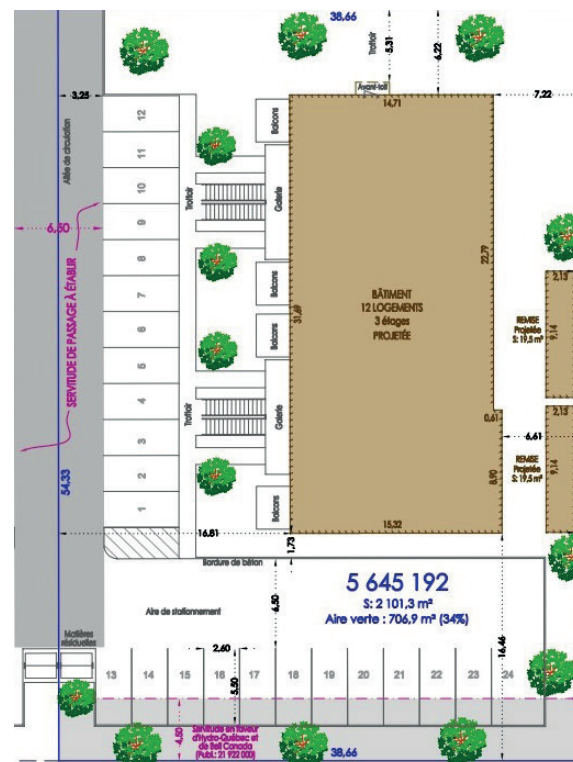 38,66
Trottoir
5,31
6,22
Avant-toit
3,25
14,71
7,22
Allée de circulation
12
11
10
9
8
7
6
5
4
3
2
1
Trottoir
Trottoir
Balcons
Galerie
Balcons
Balcons
Galerie
Balcons
6,50
SERVITUDE DE PASSAGE À ÉTABLIR
54,33
31,69
22,79
BÂTIMENT
12 LOGEMENTS
3 étages
PROJETÉE
2,13
REMISE
Projetée
S: 19,5 m²
9,14
0,61
2,13
6,61
REMISE
Projetée
S: 19,5 m²
9,14
8,90
16,81
15,32
1,73
Bordure de béton
5 645 192
S: 2 101,3 m²
Aire verte : 706,9 m² (34%)
6,50
Aire de stationnement
16,46
Matières
résiduelles
2,60
13
14
15
16
17
18
19
20
21
22
23
24
5,50
4,50
Servitude en faveur
d'Hydro-Québec et
de Bell Canada
(Publ.: 21 922 000)
38,66